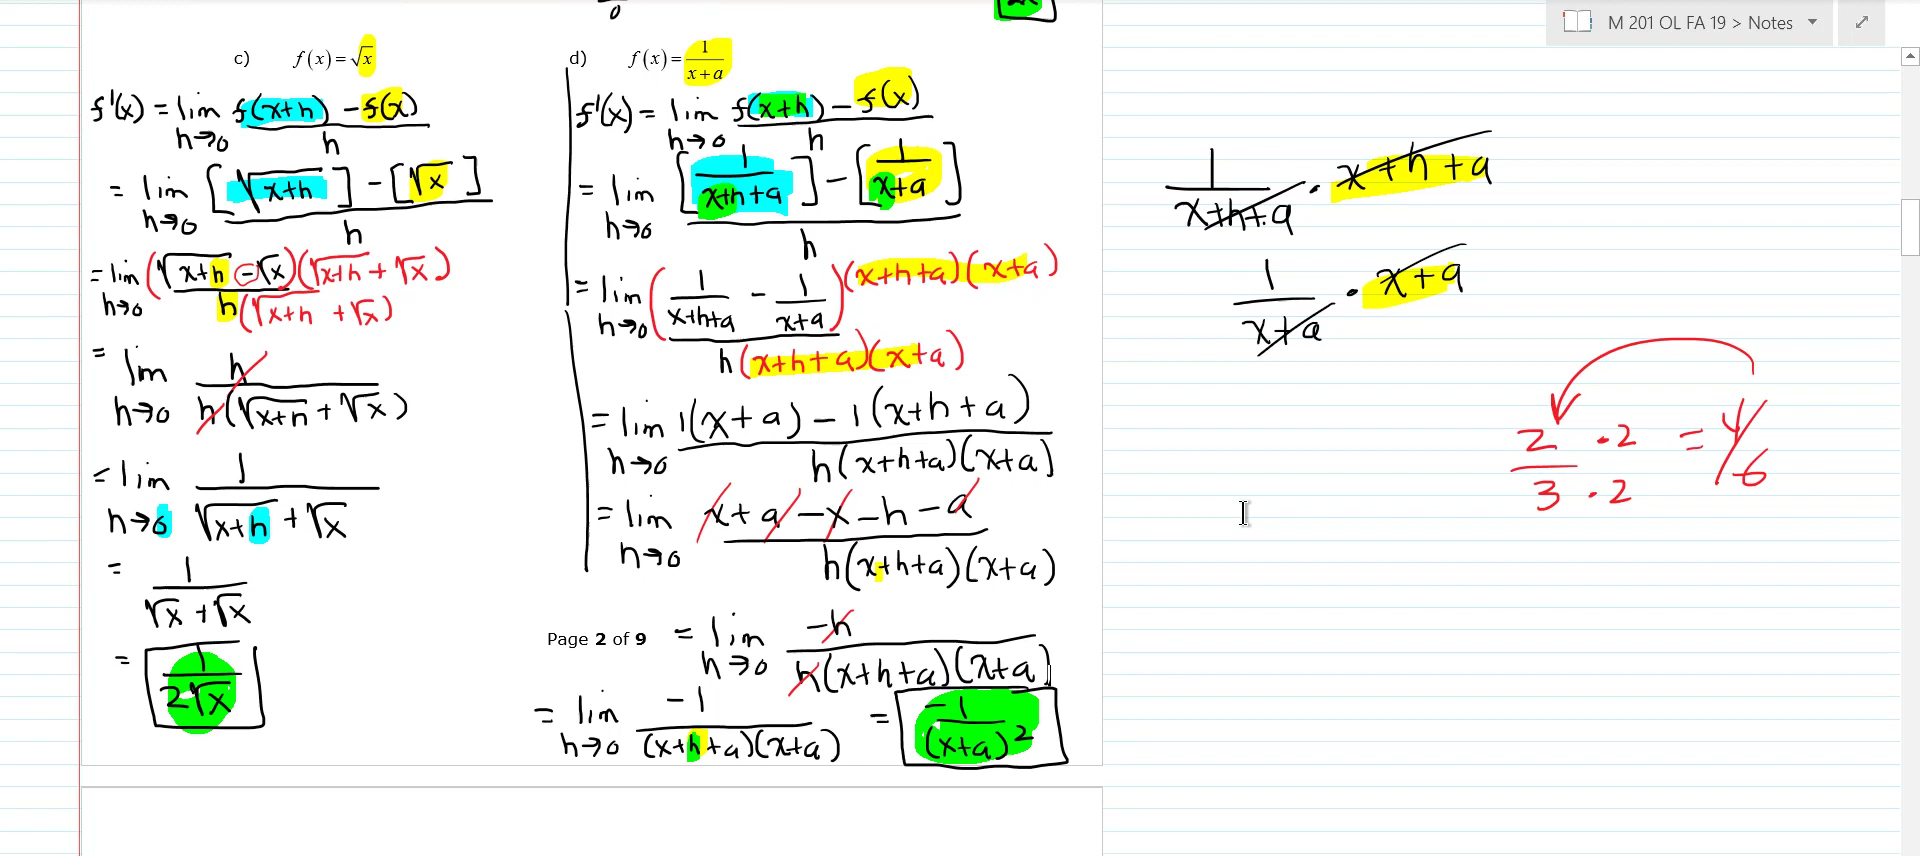 M 201 OL FA 19 > Notes
c) f(x) = √x
f'(x) = lim h→0 f(x+h) − f(x) / h
= lim h→0 [√(x+h)] − [√x] / h
= lim h→0 (√(x+h) − √x)(√(x+h) + √x) / h(√(x+h) + √x)
= lim h→0 h / h(√(x+h) + √x)
= lim h→0 1 / √(x+h) + √x
= 1 / √x + √x
= 1 / 2√x
d) f(x) = 1 / x+a
f'(x) = lim h→0 f(x+h) − f(x) / h
= lim h→0 [1 / x+h+a] − [1 / x+a] / h
= lim h→0 (1 / x+h+a − 1 / x+a)(x+h+a)(x+a) / h(x+h+a)(x+a)
= lim h→0 1(x+a) − 1(x+h+a) / h(x+h+a)(x+a)
= lim h→0 x+a−x−h−a / h(x+h+a)(x+a)
Page 2 of 9
= lim h→0 −h / h(x+h+a)(x+a)
= lim h→0 −1 / (x+h+a)(x+a) = −1 / (x+a)²
1 / x+h+a · x+h+a
1 / x+a · x+a
2 / 3 · 2 / · 2 = 4/6